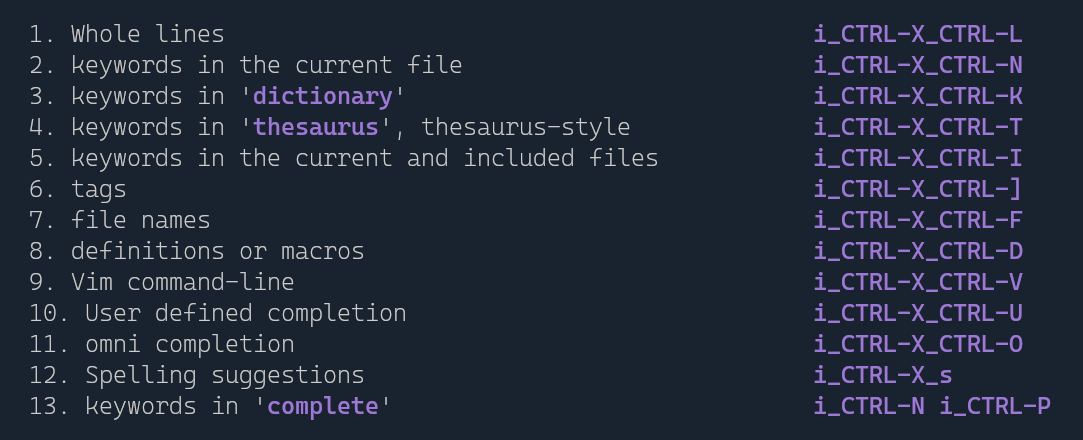 1. Whole lines i_CTRL-X_CTRL-L
2. keywords in the current file i_CTRL-X_CTRL-N
3. keywords in 'dictionary' i_CTRL-X_CTRL-K
4. keywords in 'thesaurus', thesaurus-style i_CTRL-X_CTRL-T
5. keywords in the current and included files i_CTRL-X_CTRL-I
6. tags i_CTRL-X_CTRL-]
7. file names i_CTRL-X_CTRL-F
8. definitions or macros i_CTRL-X_CTRL-D
9. Vim command-line i_CTRL-X_CTRL-V
10. User defined completion i_CTRL-X_CTRL-U
11. omni completion i_CTRL-X_CTRL-O
12. Spelling suggestions i_CTRL-X_s
13. keywords in 'complete' i_CTRL-N i_CTRL-P